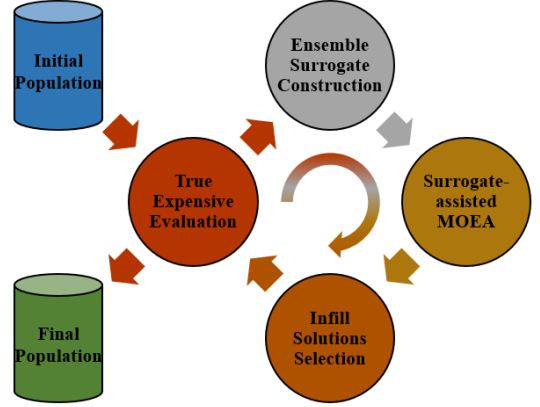 Initial
Population
Ensemble
Surrogate
Construction
True
Expensive
Evaluation
Surrogate-
assisted
MOEA
Infill
Solutions
Selection
Final
Population